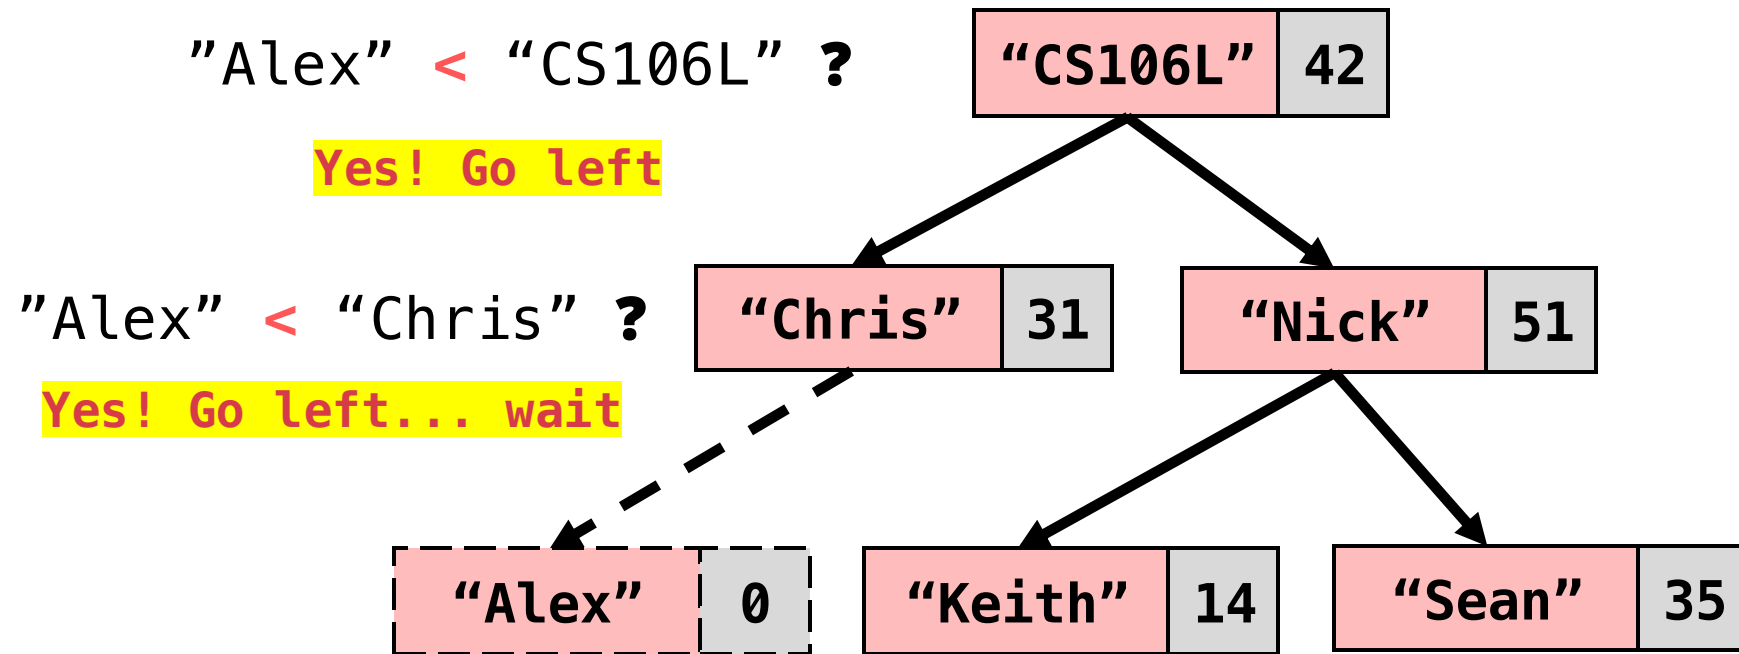 ”Alex” < “CS106L” ?
“CS106L” 42
Yes! Go left
”Alex” < “Chris” ?
“Chris” 31
“Nick” 51
Yes! Go left... wait
“Alex” 0
“Keith” 14
“Sean” 35